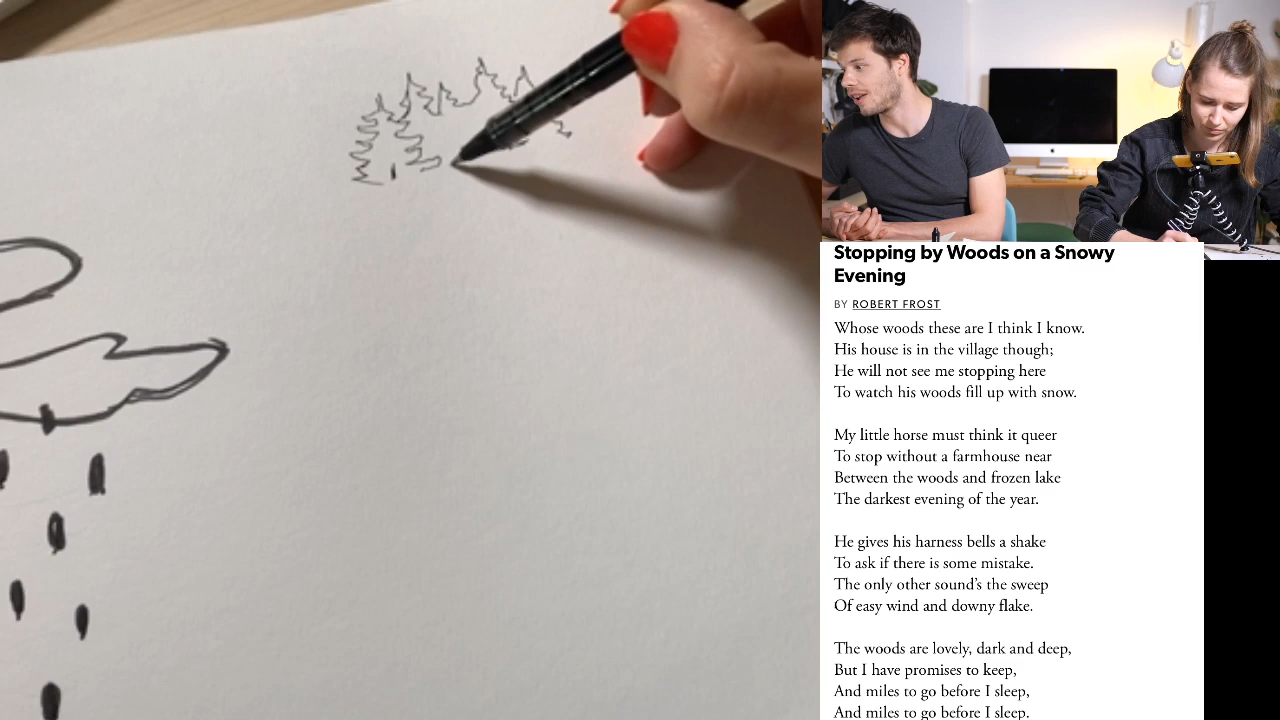 Stopping by Woods on a Snowy
Evening
BY ROBERT FROST
Whose woods these are I think I know.
His house is in the village though;
He will not see me stopping here
To watch his woods fill up with snow.
My little horse must think it queer
To stop without a farmhouse near
Between the woods and frozen lake
The darkest evening of the year.
He gives his harness bells a shake
To ask if there is some mistake.
The only other sound’s the sweep
Of easy wind and downy flake.
The woods are lovely, dark and deep,
But I have promises to keep,
And miles to go before I sleep,
And miles to go before I sleep.